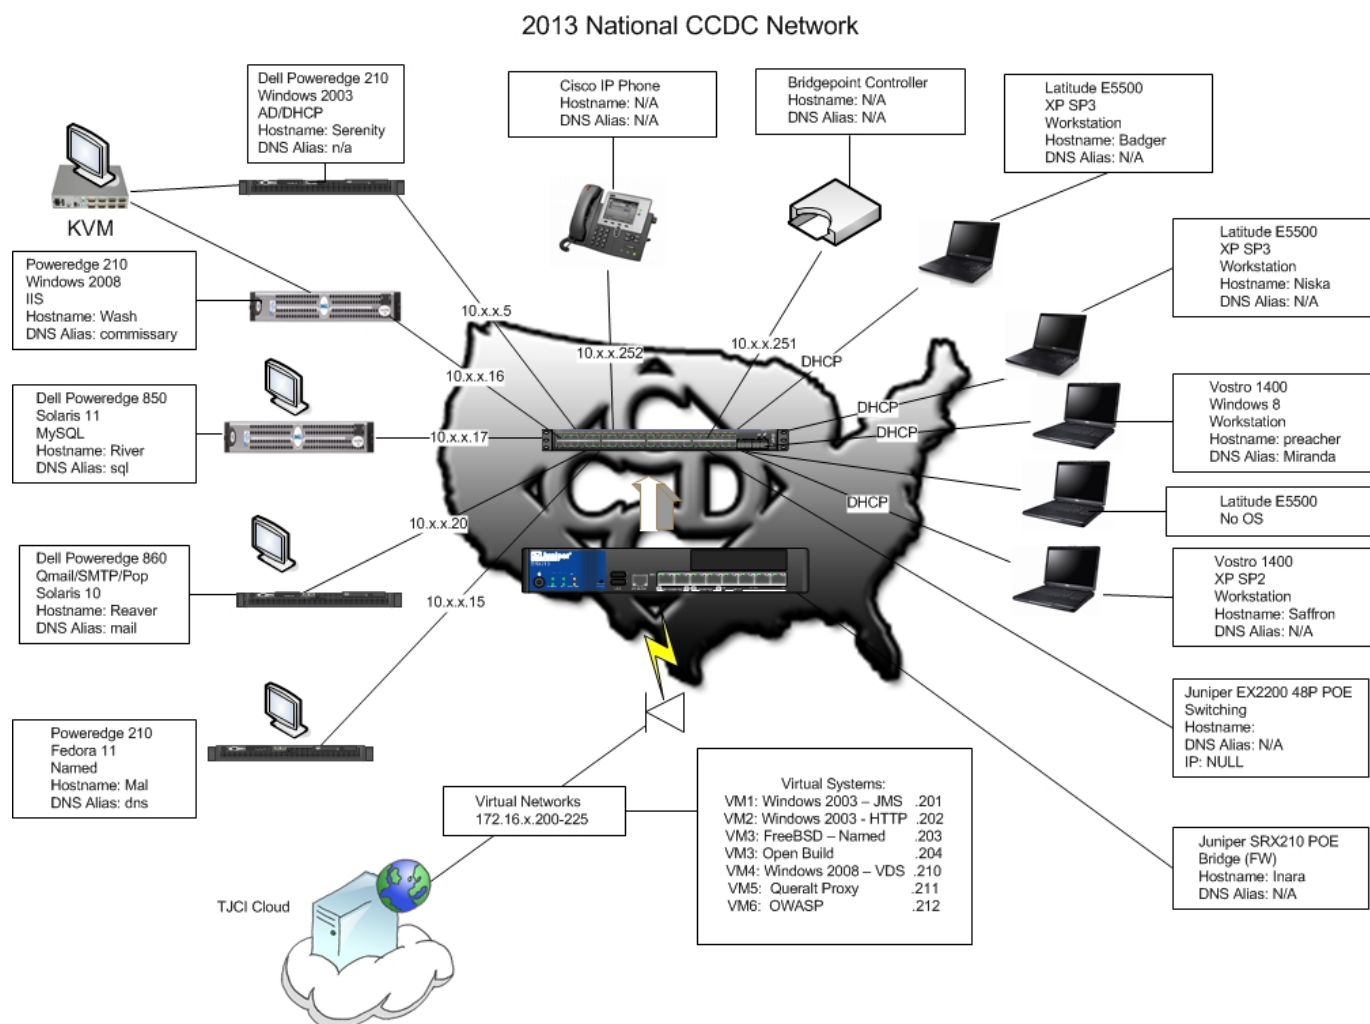 2013 National CCDC Network
Dell Poweredge 210
Windows 2003
AD/DHCP
Hostname: Serenity
DNS Alias: n/a
Cisco IP Phone
Hostname: N/A
DNS Alias: N/A
Bridgepoint Controller
Hostname: N/A
DNS Alias: N/A
Latitude E5500
XP SP3
Workstation
Hostname: Badger
DNS Alias: N/A
KVM
Poweredge 210
Windows 2008
IIS
Hostname: Wash
DNS Alias: commissary
Latitude E5500
XP SP3
Workstation
Hostname: Niska
DNS Alias: N/A
10.x.x.5
10.x.x.252
10.x.x.251
DHCP
10.x.x.16
DHCP
DHCP
10.x.x.17
Dell Poweredge 850
Solaris 11
MySQL
Hostname: River
DNS Alias: sql
Vostro 1400
Windows 8
Workstation
Hostname: preacher
DNS Alias: Miranda
CCD
DHCP
Latitude E5500
No OS
10.x.x.20
Dell Poweredge 860
Qmail/SMTP/Pop
Solaris 10
Hostname: Reaver
DNS Alias: mail
Juniper
10.x.x.15
Vostro 1400
XP SP2
Workstation
Hostname: Saffron
DNS Alias: N/A
Poweredge 210
Fedora 11
Named
Hostname: Mal
DNS Alias: dns
Juniper EX2200 48P POE
Switching
Hostname:
DNS Alias: N/A
IP: NULL
Virtual Networks
172.16.x.200-225
Virtual Systems:
VM1: Windows 2003 – JMS .201
VM2: Windows 2003 - HTTP .202
VM3: FreeBSD – Named .203
VM3: Open Build .204
VM4: Windows 2008 – VDS .210
VM5: Queralt Proxy .211
VM6: OWASP .212
Juniper SRX210 POE
Bridge (FW)
Hostname: Inara
DNS Alias: N/A
TJCI Cloud